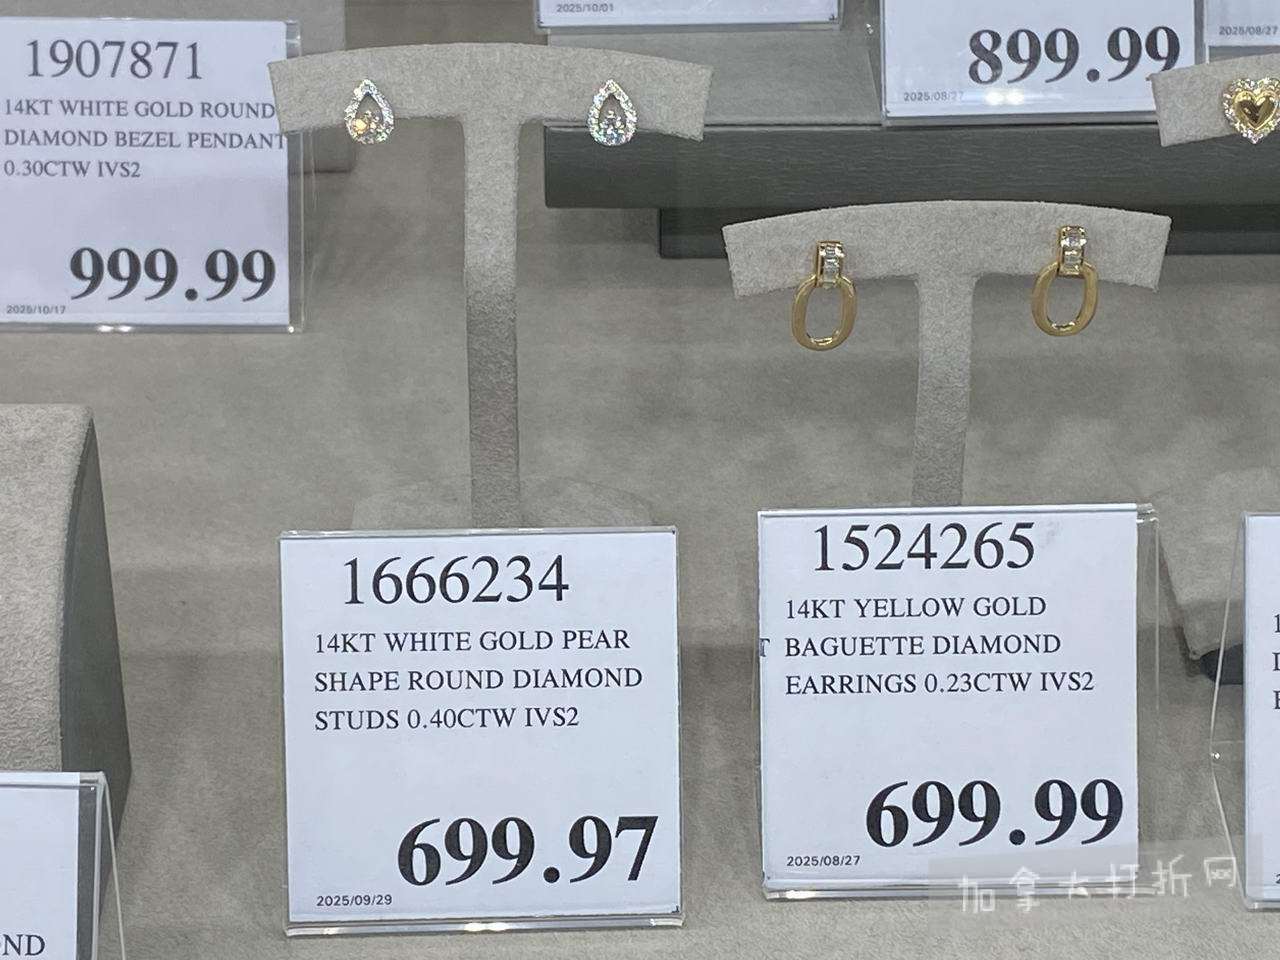 1907871
14KT WHITE GOLD ROUND
DIAMOND BEZEL PENDANT
0.30CTW IVS2
999.99
2025/10/17
2025/10/01
899.99
2025/08/27
2025/08/27
1666234
14KT WHITE GOLD PEAR
SHAPE ROUND DIAMOND
STUDS 0.40CTW IVS2
699.97
2025/09/29
1524265
14KT YELLOW GOLD
BAGUETTE DIAMOND
EARRINGS 0.23CTW IVS2
699.99
2025/08/27
加拿大打折网